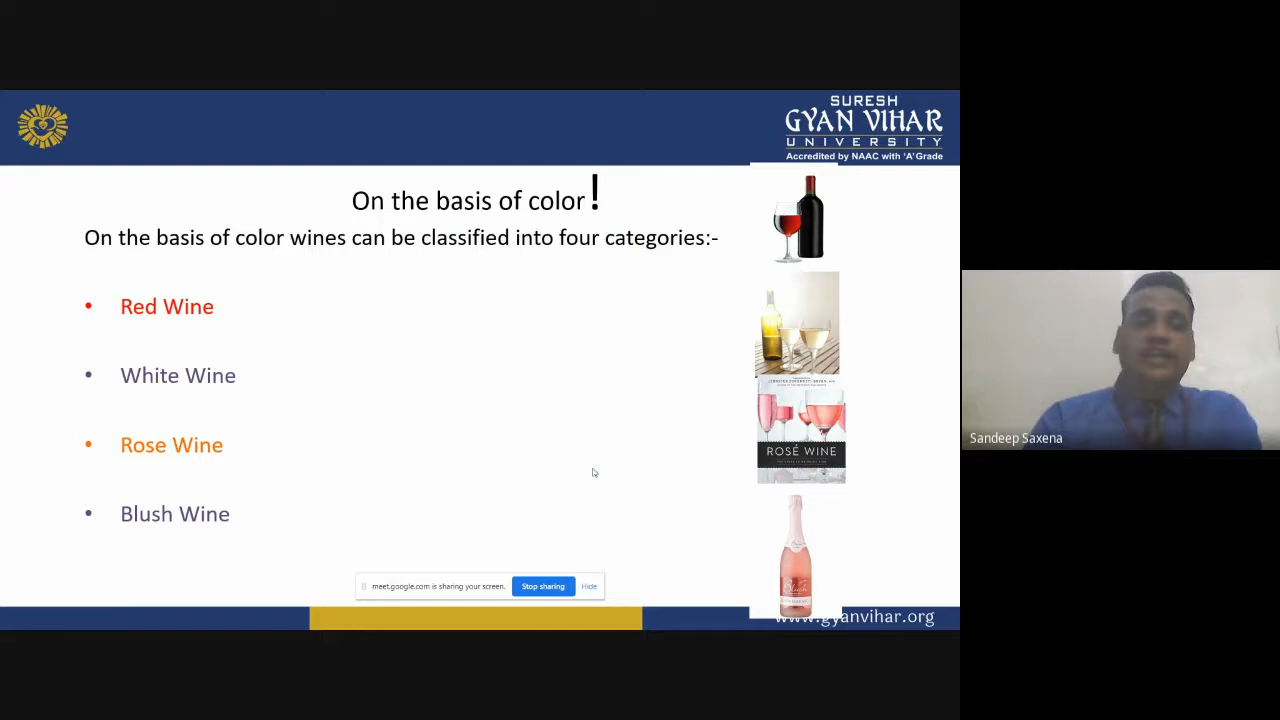 SURESH
GYAN VIHAR
UNIVERSITY
Accredited by NAAC with 'A' Grade
On the basis of color!
On the basis of color wines can be classified into four categories:-
• Red Wine
• White Wine
• Rose Wine
• Blush Wine
ROSÉ WINE
Blush
Sandeep Saxena
meet.google.com is sharing your screen.
Stop sharing
Hide
www.gyanvihar.org